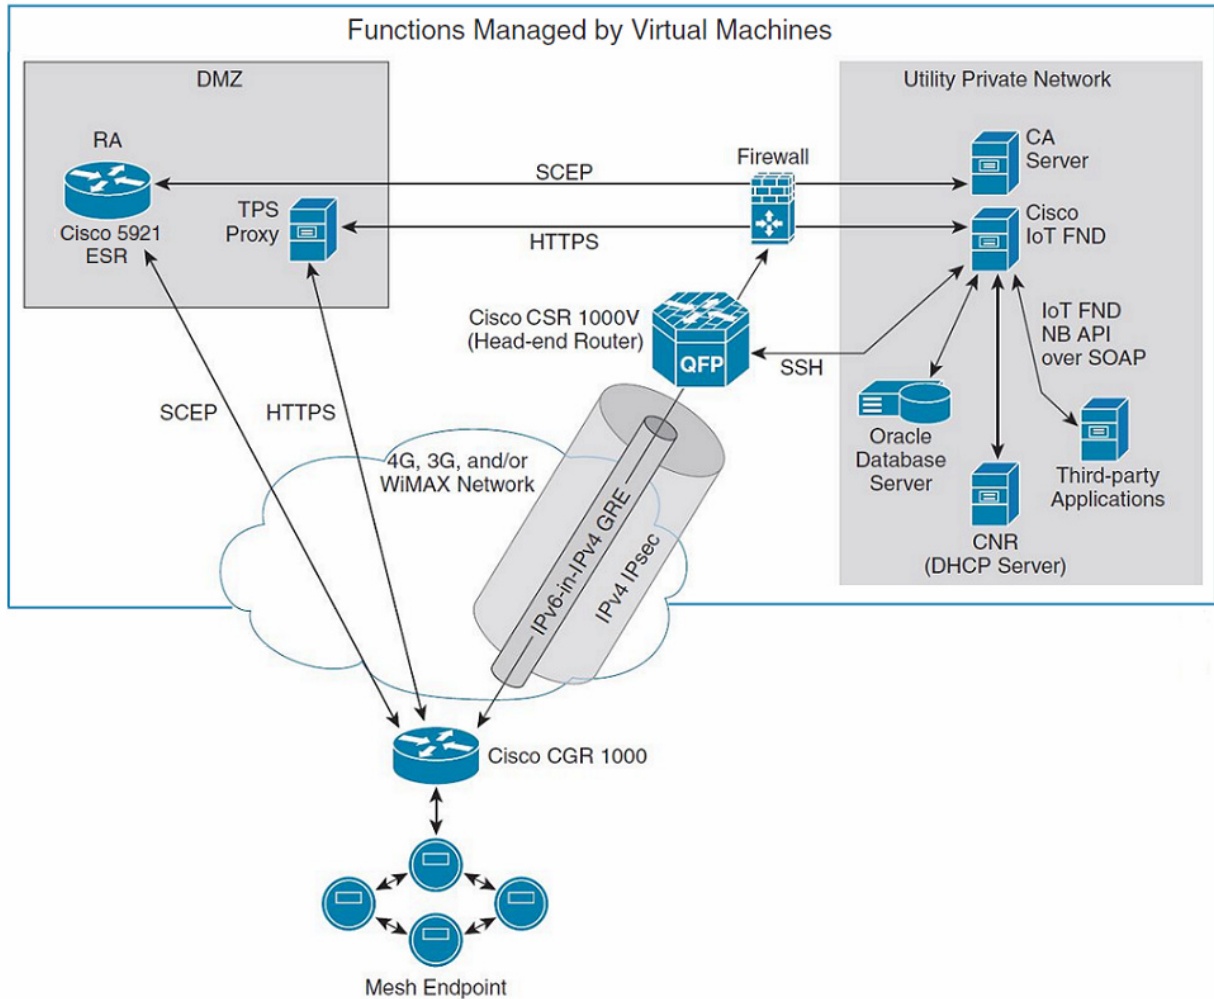 Functions Managed by Virtual Machines
DMZ
Utility Private Network
RA
Cisco 5921
ESR
TPS
Proxy
SCEP
HTTPS
Firewall
CA
Server
Cisco
IoT FND
Cisco CSR 1000V
(Head-end Router)
QFP
SSH
IoT FND
NB API
over SOAP
Oracle
Database
Server
Third-party
Applications
CNR
(DHCP Server)
SCEP
HTTPS
4G, 3G, and/or
WiMAX Network
IPv6-in-IPv4 GRE
IPv4 IPsec
Cisco CGR 1000
Mesh Endpoint